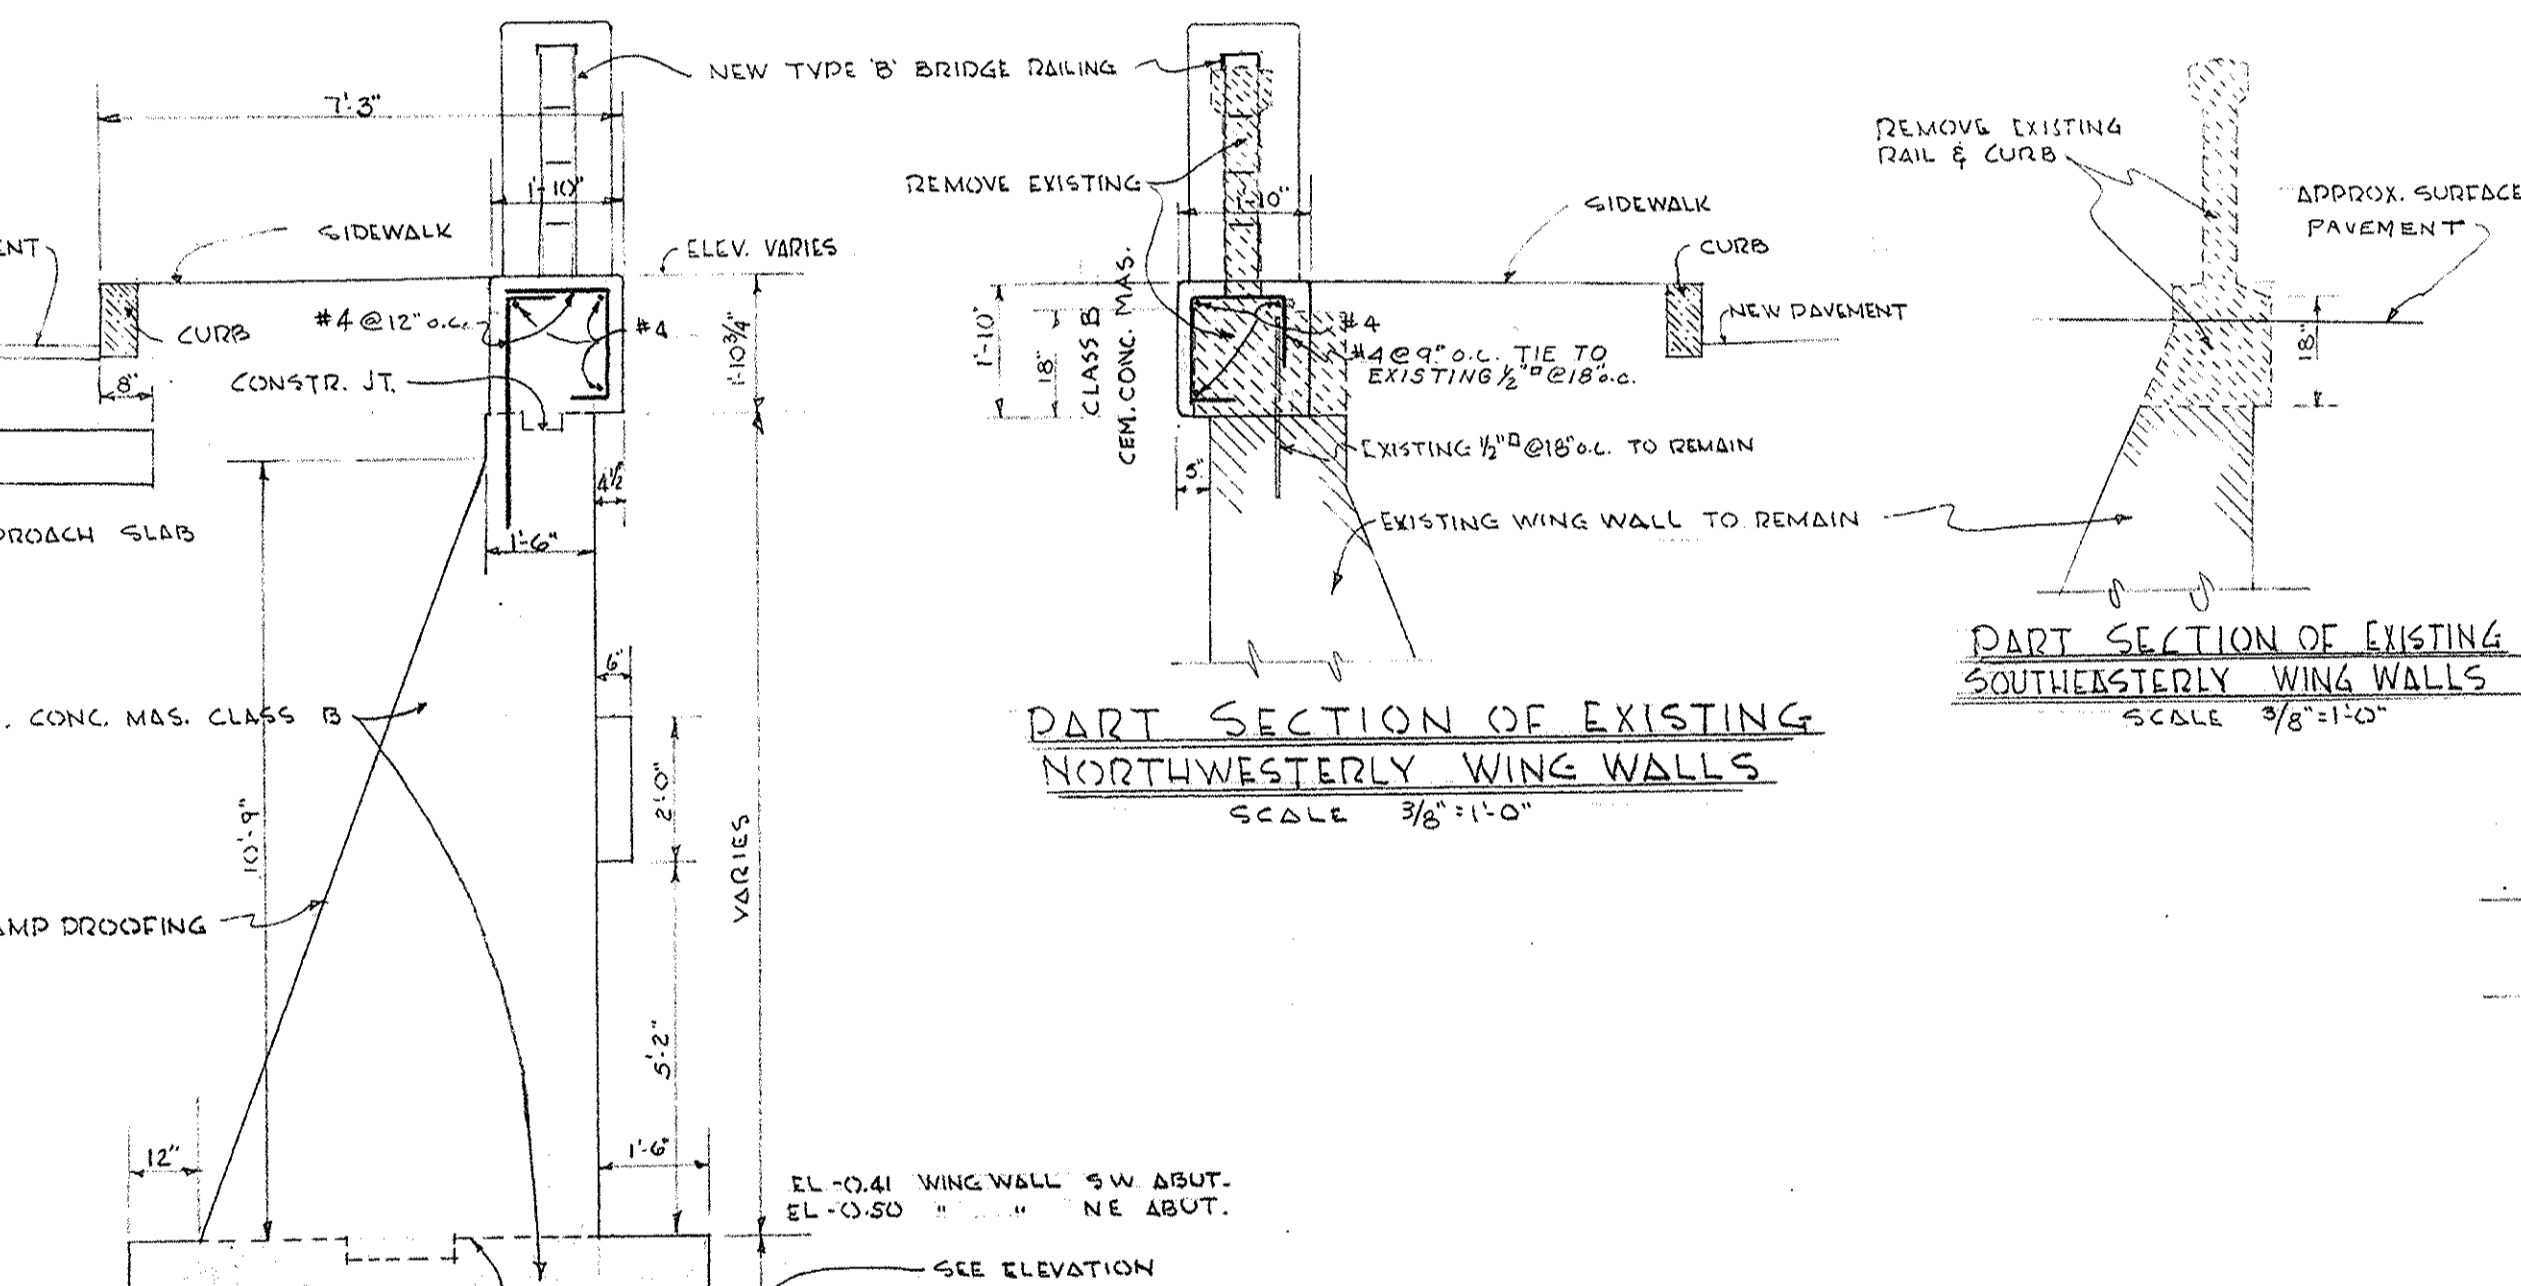 NEW TYPE 'B' BRIDGE RAILING
7'-3"
1'-10"
SIDEWALK
ELEV. VARIES
CURB
#4 @ 12" o.c.
#4
1'-10 3/4"
8"
CONSTR. JT.
4 1/2"
1'-6"
SLAB
6"
CONC. MAS. CLASS B
2'-0"
10'-9"
VARIES
PROOFING
5'-2"
12"
1'-6"
EL -0.41 WING WALL SW ABUT.
EL -0.50 " " NE ABUT.
SEE ELEVATION
REMOVE EXISTING
SIDEWALK
CURB
NEW PAVEMENT
1'-10"
18"
CLASS B
CEM. CONC. MAS.
#4
#4 @ 9" o.c. TIE TO
EXISTING 1/2"□ @ 18" o.c.
EXISTING 1/2"□ @ 18" o.c. TO REMAIN
5"
EXISTING WING WALL TO REMAIN
PART SECTION OF EXISTING
NORTHWESTERLY WING WALLS
SCALE 3/8" = 1'-0"
REMOVE EXISTING
RAIL & CURB
APPROX. SURFACE
PAVEMENT
18"
PART SECTION OF EXISTING
SOUTHEASTERLY WING WALLS
SCALE 3/8" = 1'-0"